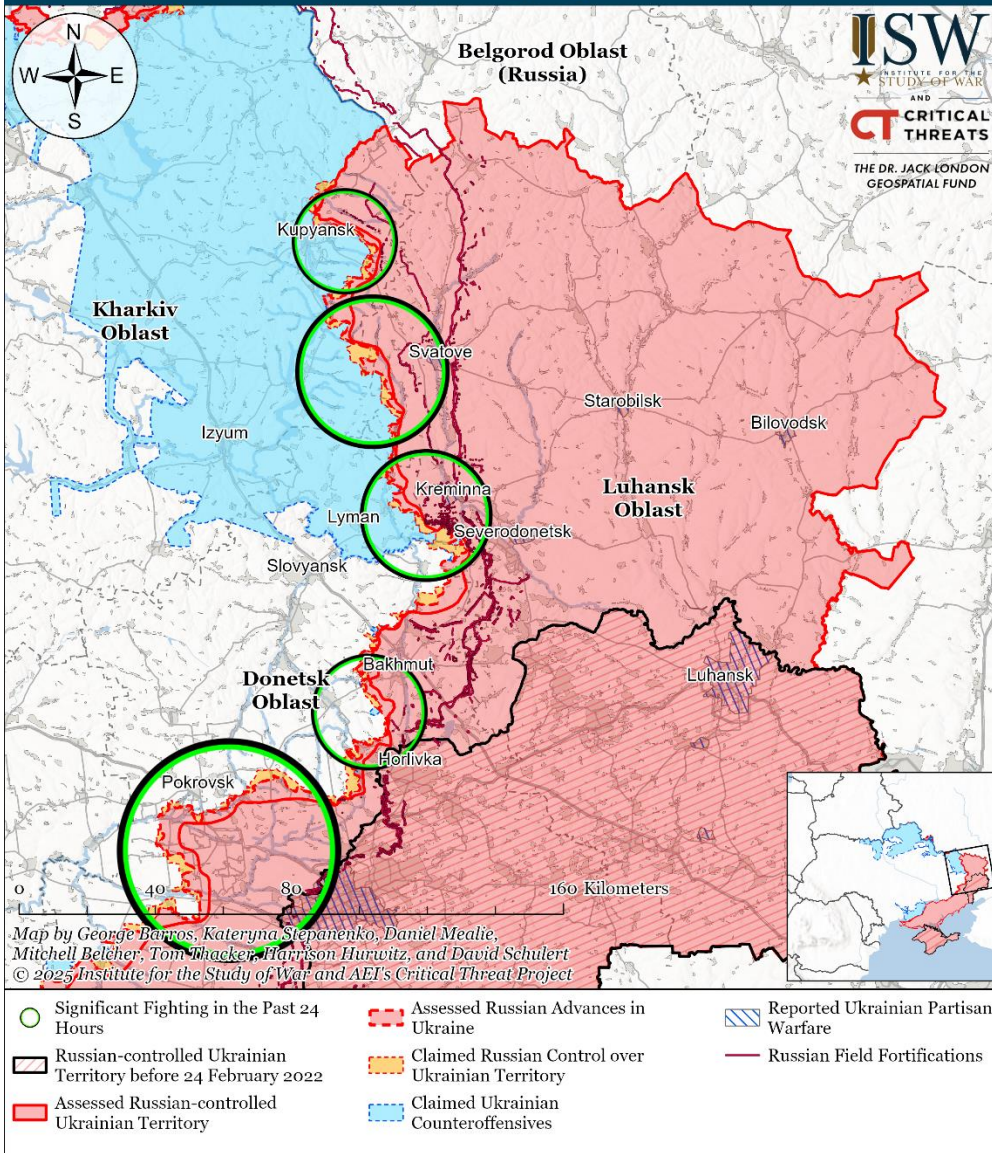 N
W
E
S
Belgorod Oblast
(Russia)
ISW
INSTITUTE FOR THE
STUDY OF WAR
AND
CT CRITICAL
THREATS
THE DR. JACK LONDON
GEOSPATIAL FUND
Kupyansk
Kharkiv
Oblast
Svatove
Starobilsk
Bilovodsk
Izyum
Kreminna
Luhansk
Oblast
Lyman
Severodonetsk
Slovyansk
Bakhmut
Luhansk
Donetsk
Oblast
Horlivka
Pokrovsk
0 40 80 160 Kilometers
Map by George Barros, Kateryna Stepanenko, Daniel Mealie,
Mitchell Belcher, Tom Thacker, Harrison Hurwitz, and David Schulert
© 2025 Institute for the Study of War and AEI's Critical Threat Project
Significant Fighting in the Past 24
Hours
Russian-controlled Ukrainian
Territory before 24 February 2022
Assessed Russian-controlled
Ukrainian Territory
Assessed Russian Advances in
Ukraine
Claimed Russian Control over
Ukrainian Territory
Claimed Ukrainian
Counteroffensives
Reported Ukrainian Partisan
Warfare
Russian Field Fortifications